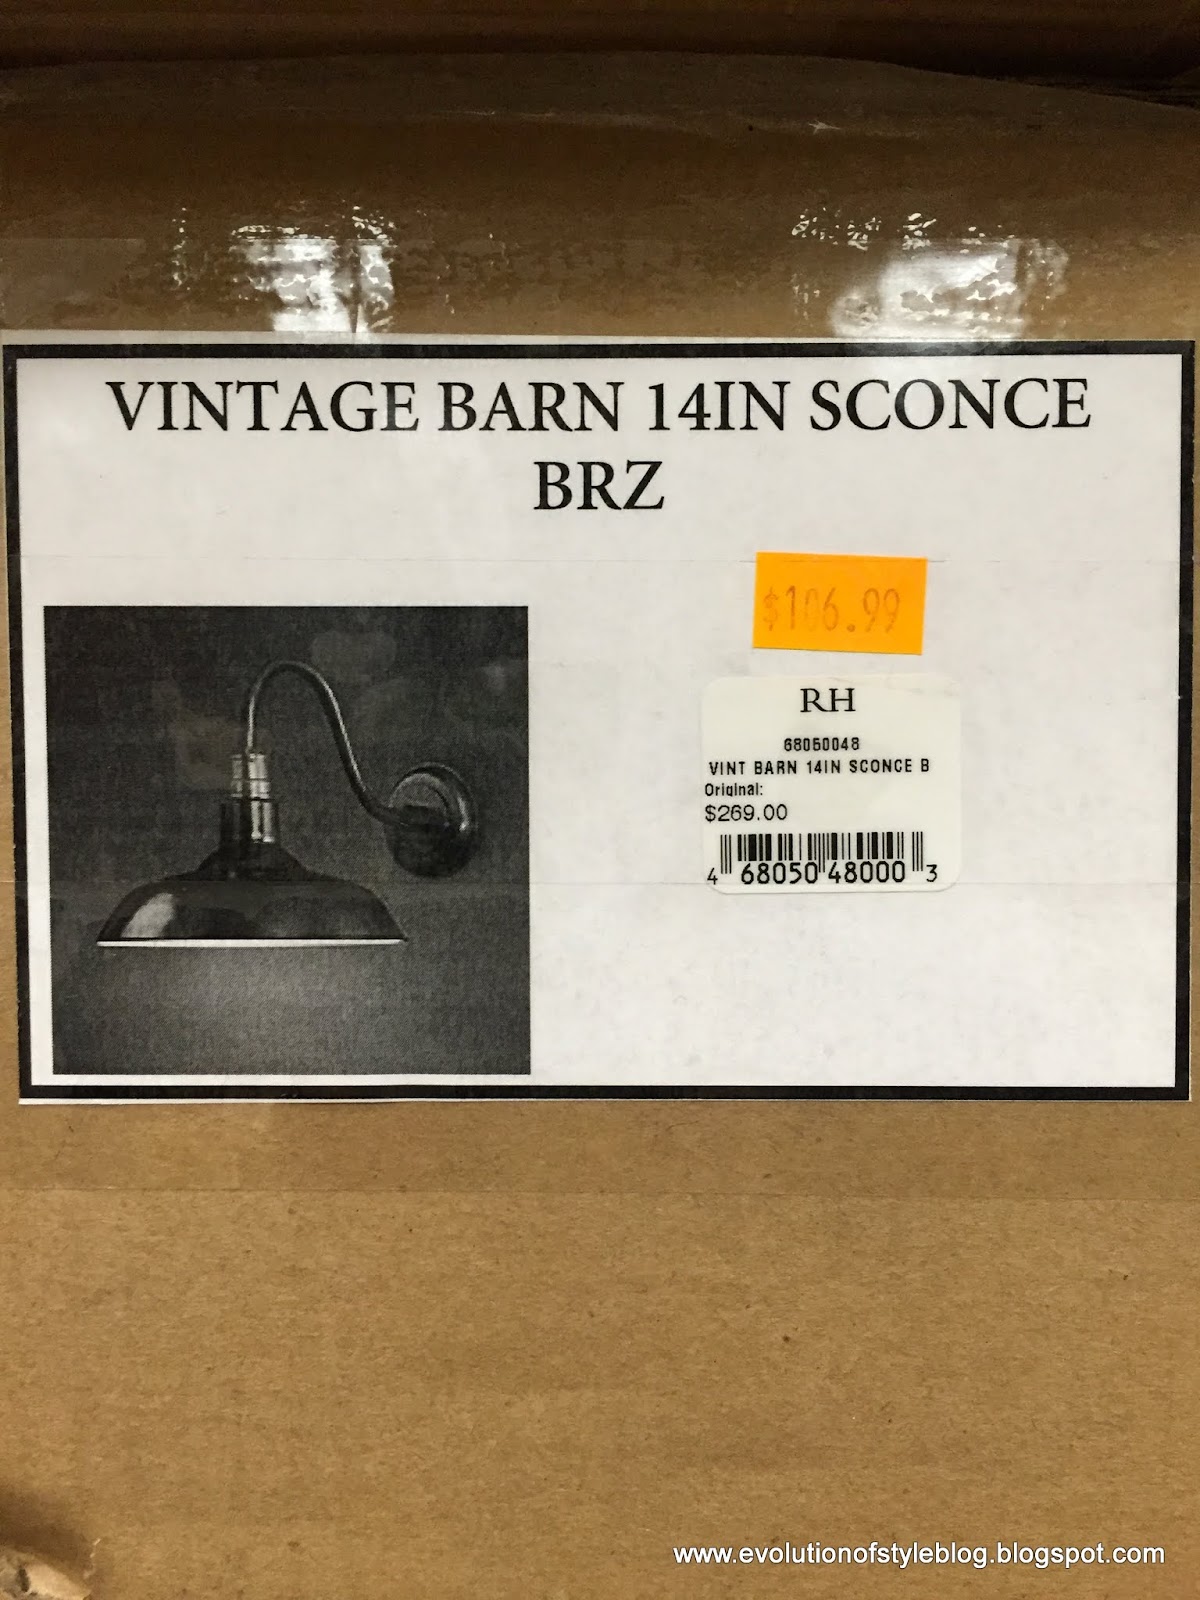 VINTAGE BARN 14IN SCONCE
BRZ
$106.99
RH
68050048
VINT BARN 14IN SCONCE B
Original:
$269.00
4 68050 48000 3
www.evolutionofstyleblog.blogspot.com